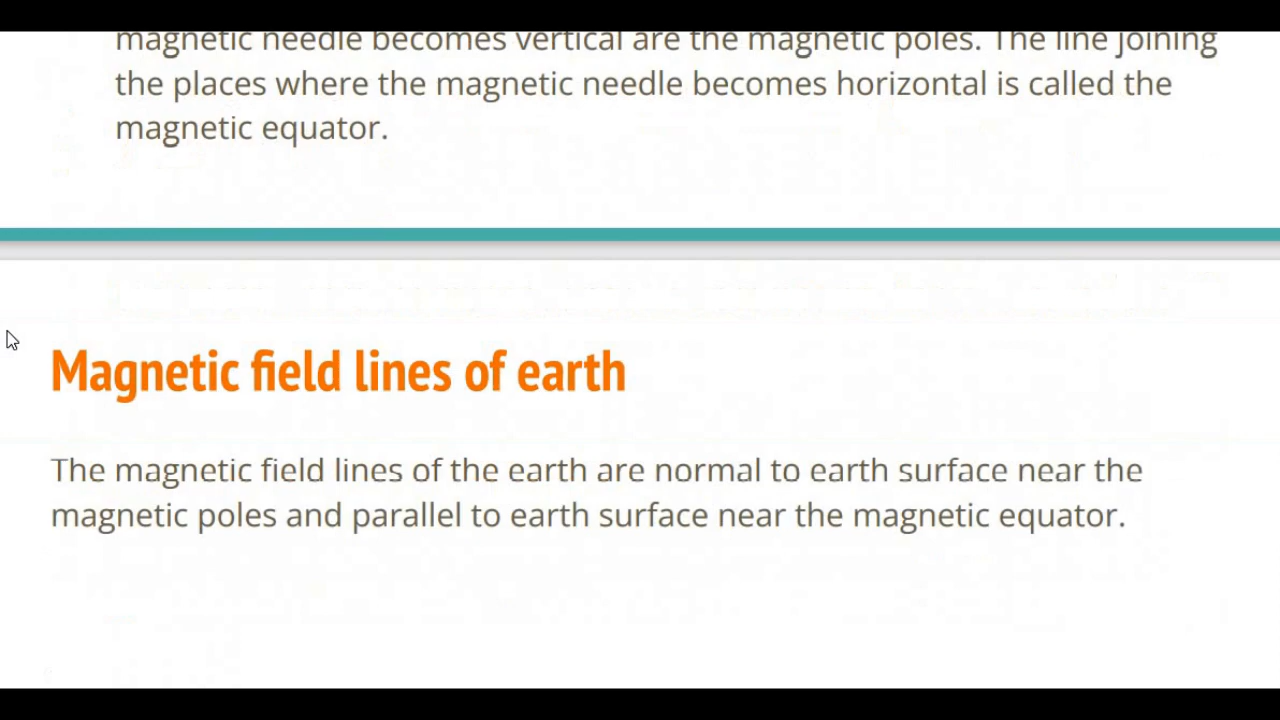 magnetic needle becomes vertical are the magnetic poles. The line joining
the places where the magnetic needle becomes horizontal is called the
magnetic equator.
Magnetic field lines of earth
The magnetic field lines of the earth are normal to earth surface near the
magnetic poles and parallel to earth surface near the magnetic equator.